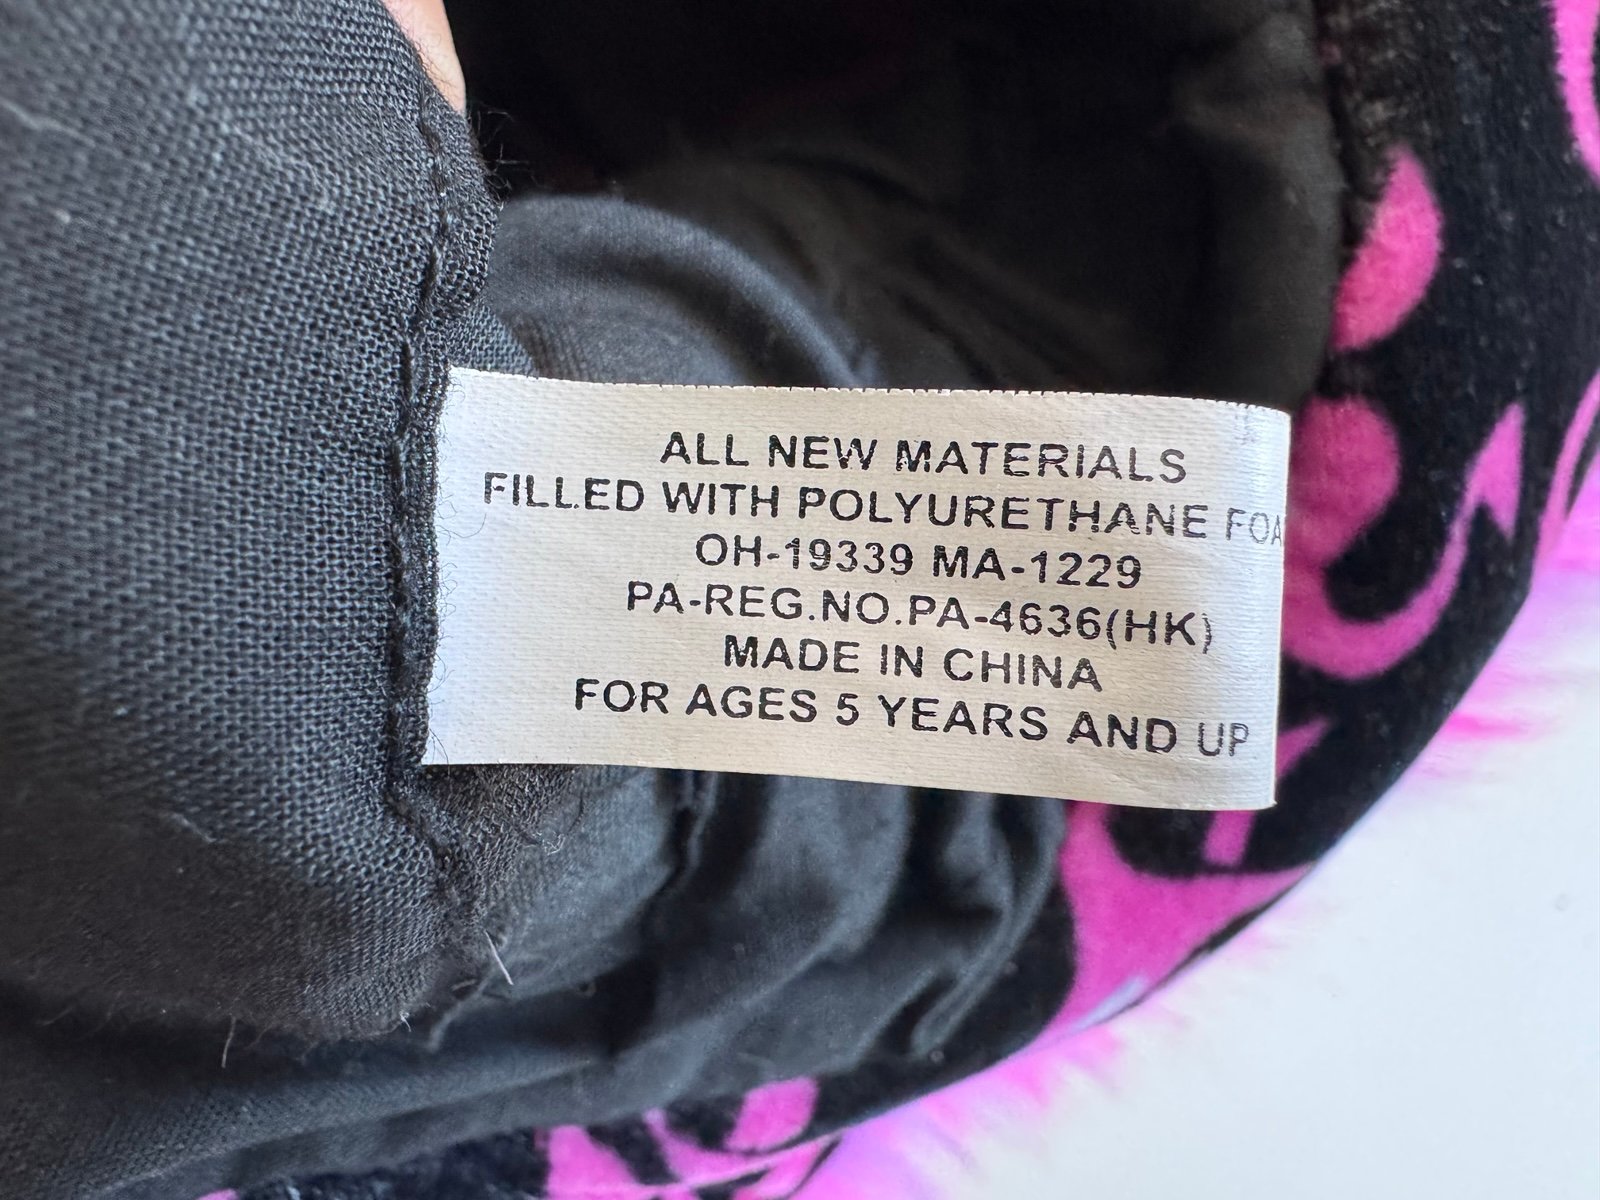 ALL NEW MATERIALS
FILLED WITH POLYURETHANE FOA
OH-19339 MA-1229
PA-REG.NO.PA-4636(HK)
MADE IN CHINA
FOR AGES 5 YEARS AND UP